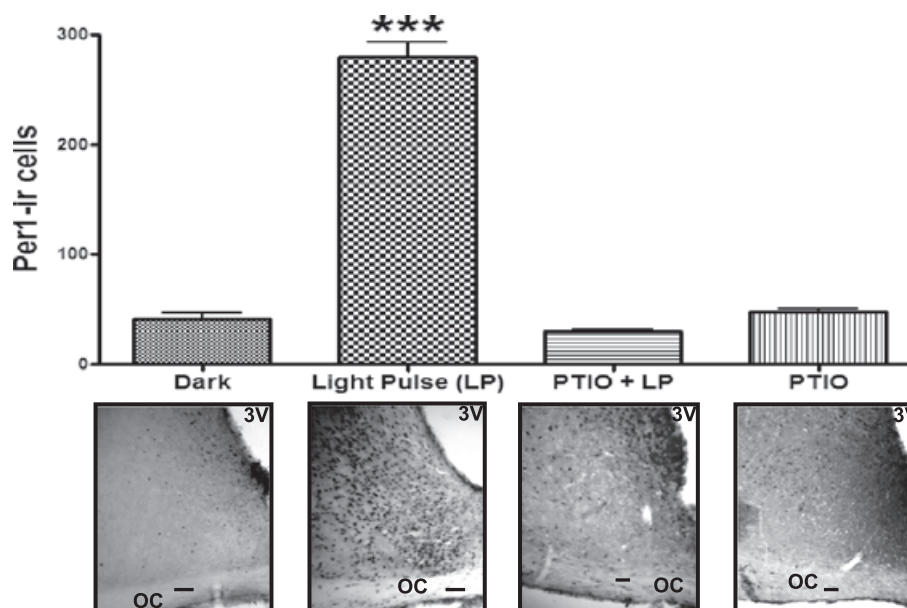 ***
300
200
100
0
Per1-ir cells
Dark Light Pulse (LP) PTIO + LP PTIO
3V 3V 3V 3V
OC OC OC OC